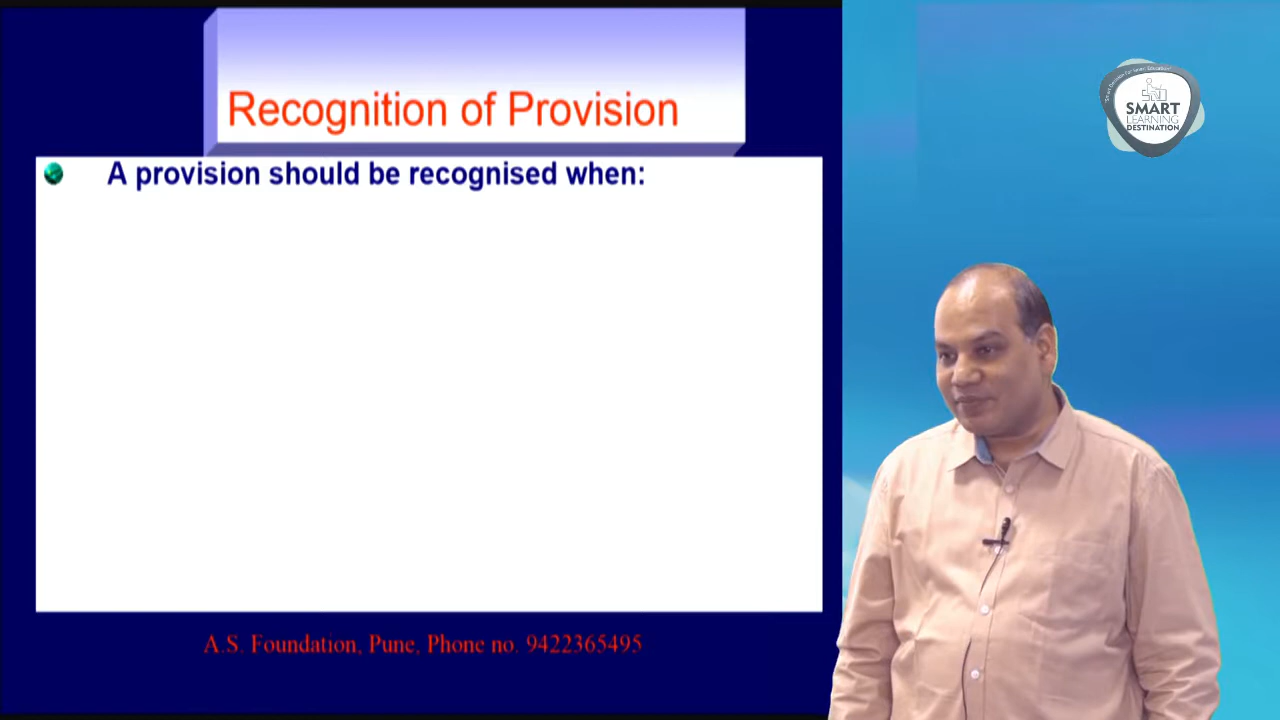 Recognition of Provision
A provision should be recognised when:
A.S. Foundation, Pune, Phone no. 9422365495
SMART
LEARNING
DESTINATION